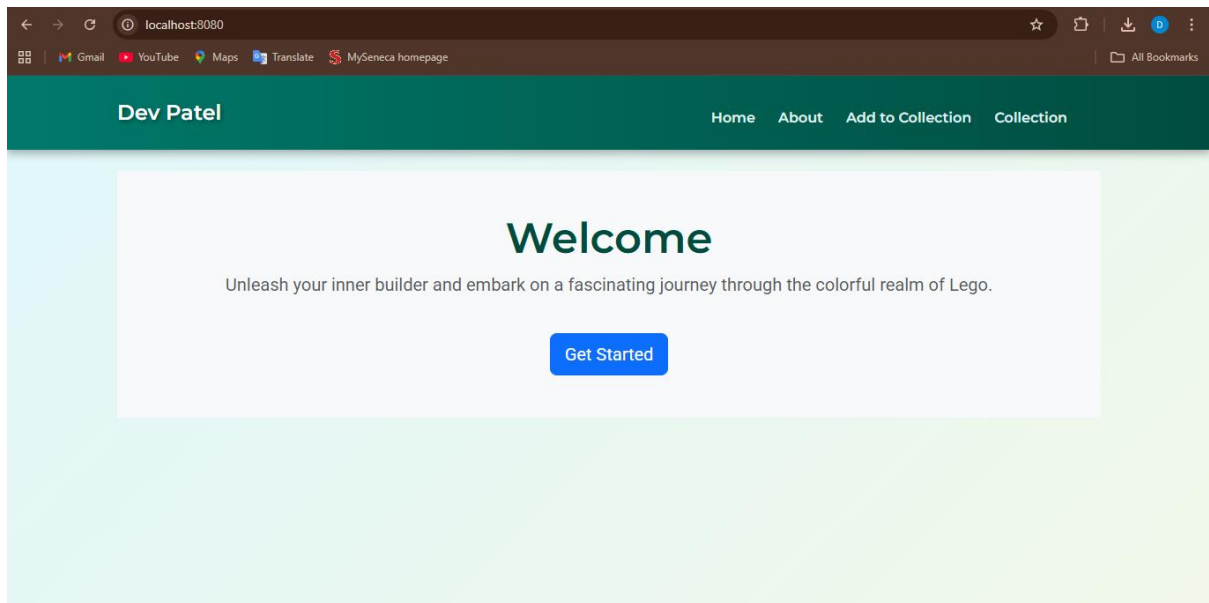 localhost:8080
Gmail YouTube Maps Translate MySeneca homepage All Bookmarks
Dev Patel Home About Add to Collection Collection
Welcome
Unleash your inner builder and embark on a fascinating journey through the colorful realm of Lego.
Get Started